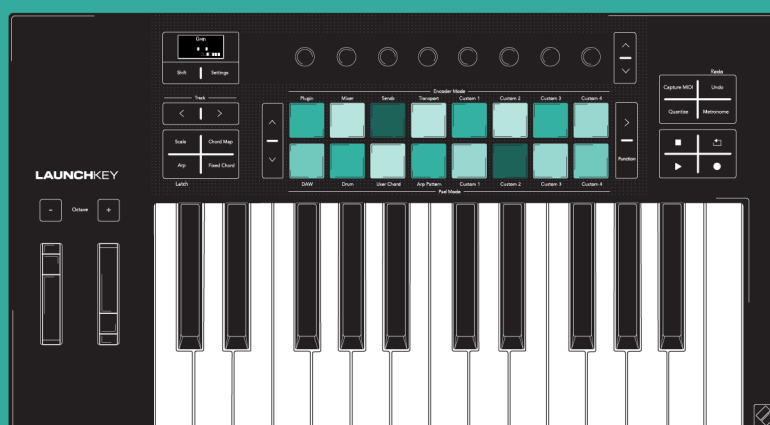 Gren
Shift Settings
Track
< >
Scale Chord Map
Arp Fixed Chord
Latch
Encoder Mode
Plugin Mixer Sends Transport Custom 1 Custom 2 Custom 3 Custom 4
DAW Drum User Chord Arp Pattern Custom 1 Custom 2 Custom 3 Custom 4
Pad Mode
Function
Redo
Capture MIDI Undo
Quantise Metronome
LAUNCHKEY
- Octave +